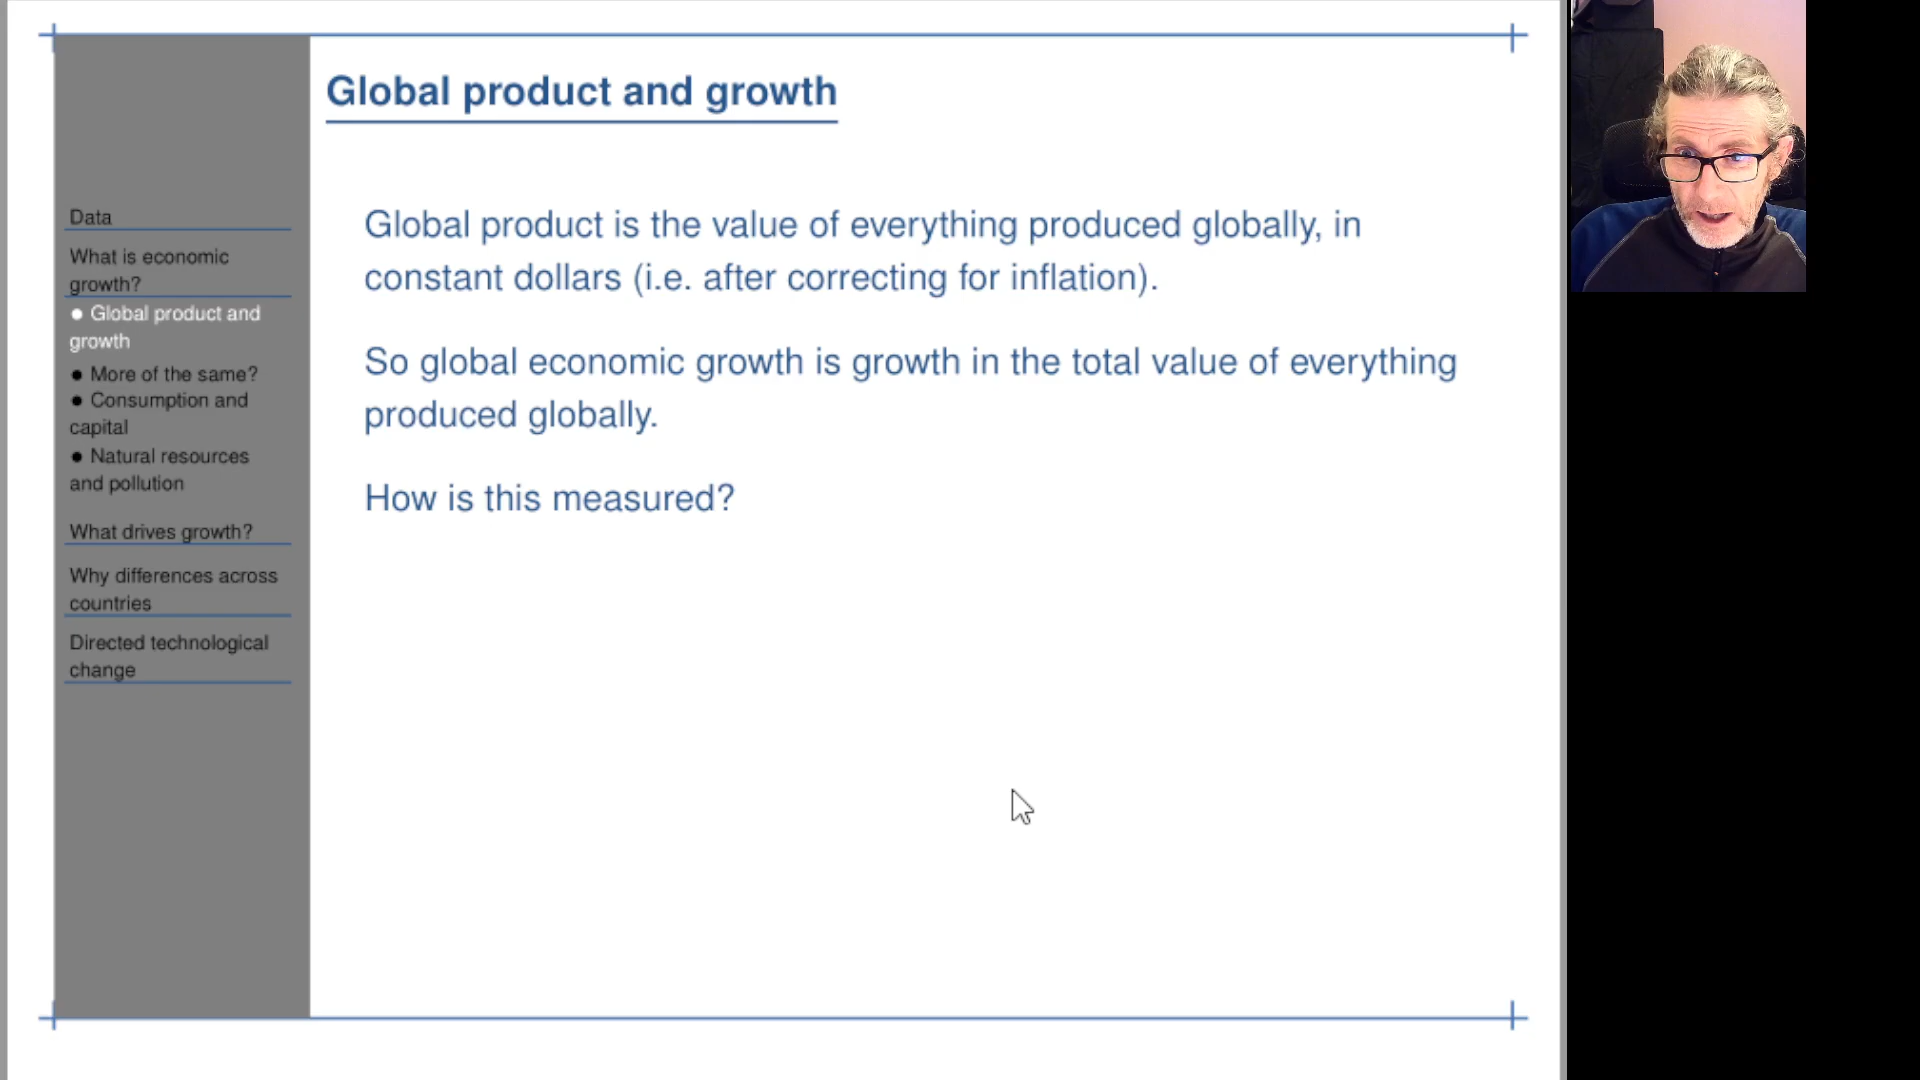 Global product and growth
Data
What is economic
growth?
● Global product and
growth
● More of the same?
● Consumption and
capital
● Natural resources
and pollution
What drives growth?
Why differences across
countries
Directed technological
change
Global product is the value of everything produced globally, in
constant dollars (i.e. after correcting for inflation).
So global economic growth is growth in the total value of everything
produced globally.
How is this measured?